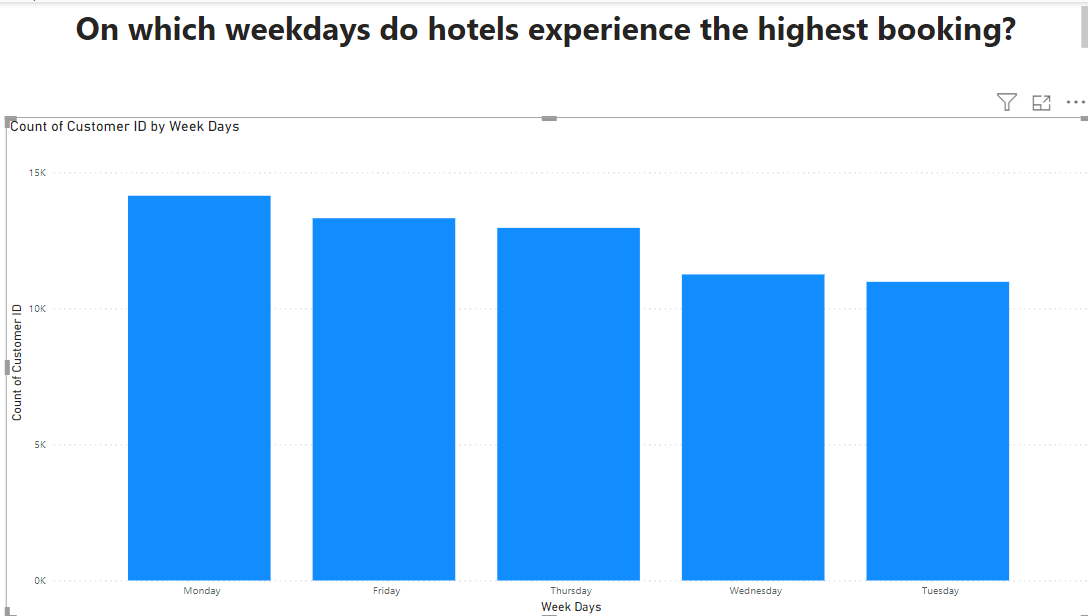 On which weekdays do hotels experience the highest booking?
Count of Customer ID by Week Days
15K
10K
5K
0K
Count of Customer ID
Monday
Friday
Thursday
Wednesday
Tuesday
Week Days